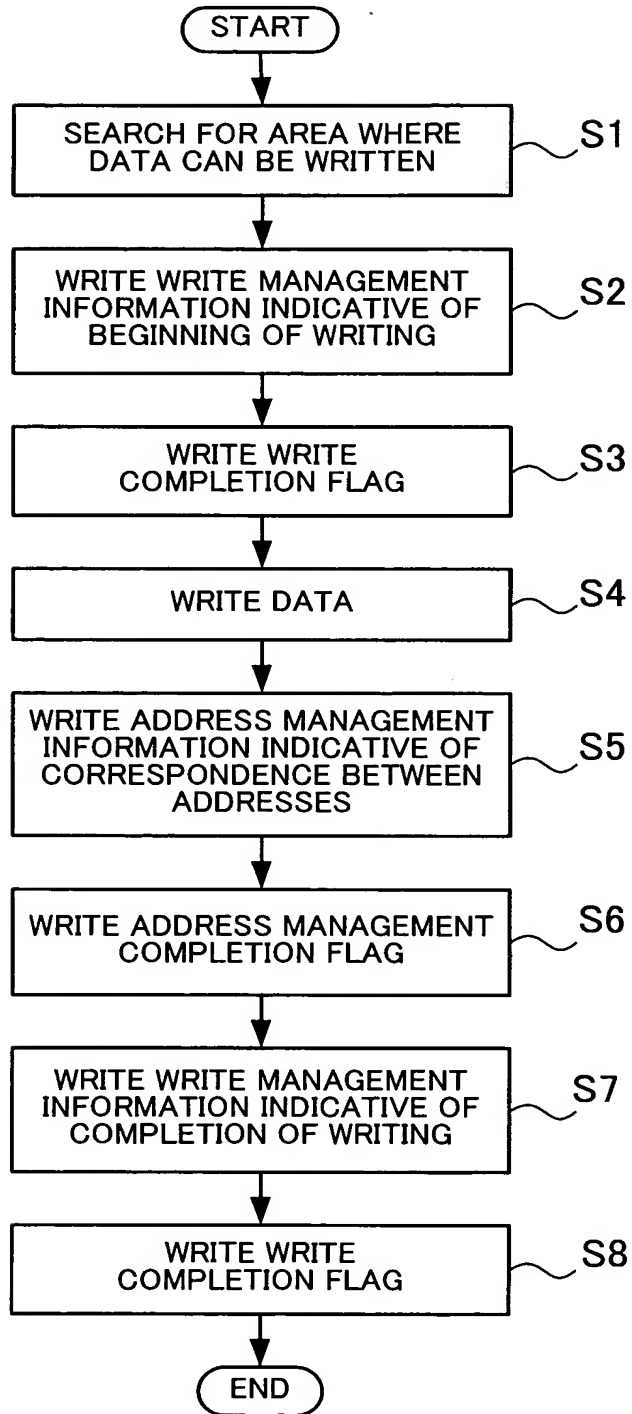 START
SEARCH FOR AREA WHERE
DATA CAN BE WRITTEN
S1
WRITE WRITE MANAGEMENT
INFORMATION INDICATIVE OF
BEGINNING OF WRITING
S2
WRITE WRITE
COMPLETION FLAG
S3
WRITE DATA
S4
WRITE ADDRESS MANAGEMENT
INFORMATION INDICATIVE OF
CORRESPONDENCE BETWEEN
ADDRESSES
S5
WRITE ADDRESS MANAGEMENT
COMPLETION FLAG
S6
WRITE WRITE MANAGEMENT
INFORMATION INDICATIVE OF
COMPLETION OF WRITING
S7
WRITE WRITE
COMPLETION FLAG
S8
END